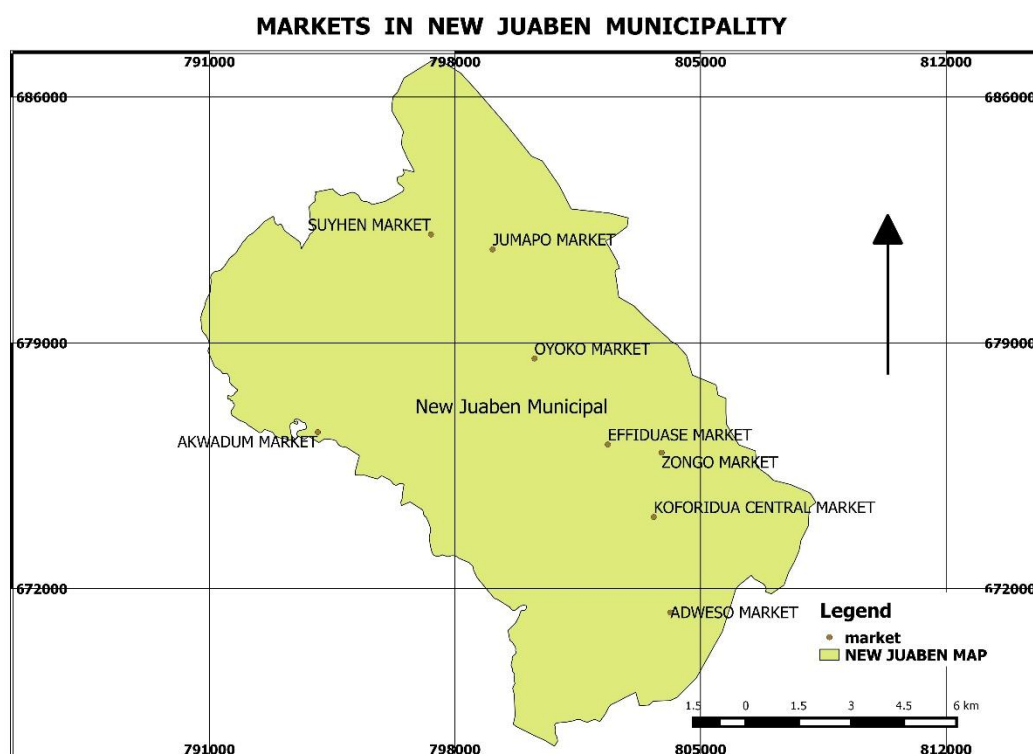 MARKETS IN NEW JUABEN MUNICIPALITY
791000 798000 805000 812000
686000 686000
SUYHEN MARKET
JUMAPO MARKET
679000 679000
OYOKO MARKET
New Juaben Municipal
EFFIDUASE MARKET
AKWADUM MARKET
ZONGO MARKET
KOFORIDUA CENTRAL MARKET
672000 672000
ADWESO MARKET
Legend
market
NEW JUABEN MAP
1.5 0 1.5 3 4.5 6 km
791000 798000 805000 812000